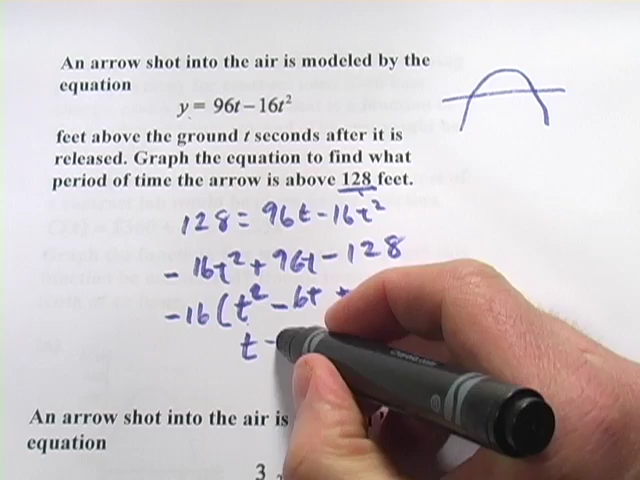 An arrow shot into the air is modeled by the
equation
y = 96t – 16t²
feet above the ground t seconds after it is
released. Graph the equation to find what
period of time the arrow is above 128 feet.
128 = 96t - 16t²
- 16t² + 96t - 128
-16 ( t² - 6t +
t -
An arrow shot into the air is
equation
3